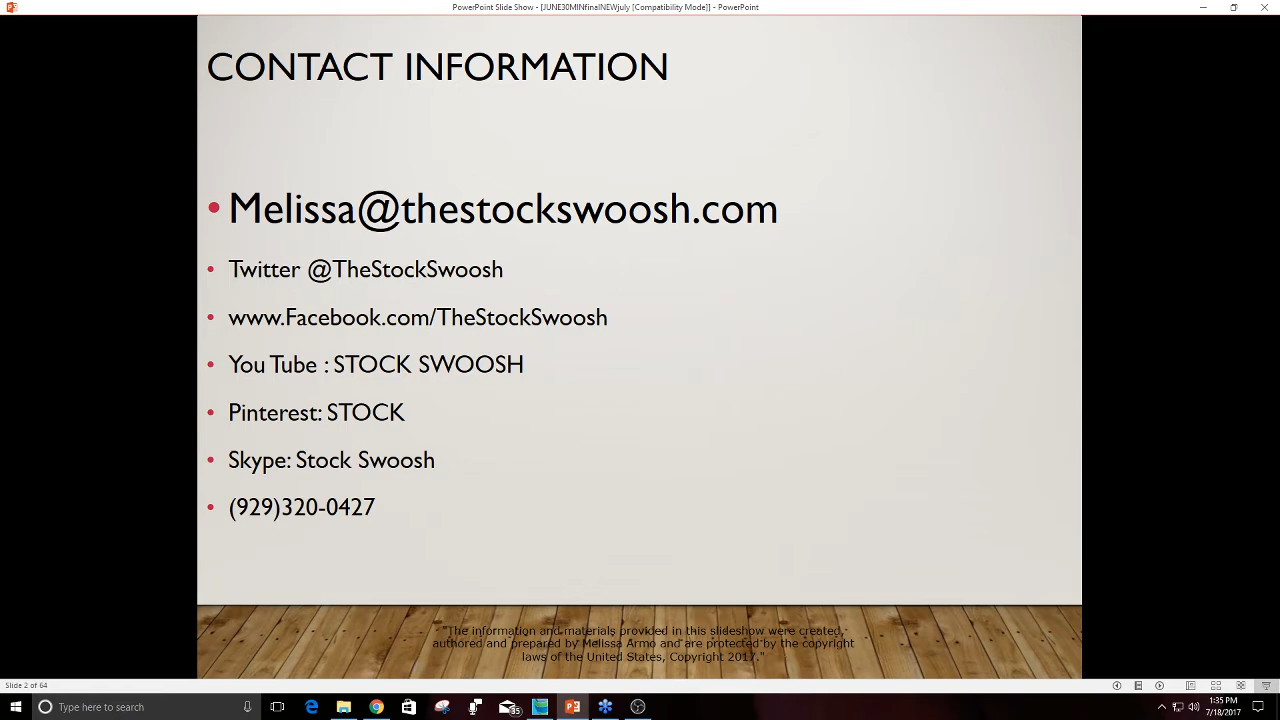 PowerPoint Slide Show - [JUNE30MINfinalNEWjuly [Compatibility Mode]] - PowerPoint
CONTACT INFORMATION
• Melissa@thestockswoosh.com
• Twitter @TheStockSwoosh
• www.Facebook.com/TheStockSwoosh
• You Tube : STOCK SWOOSH
• Pinterest: STOCK
• Skype: Stock Swoosh
• (929)320-0427
"The information and materials provided in this slideshow were created,
authored and prepared by Melissa Armo and are protected by the copyright
laws of the United States, Copyright 2017."
Slide 2 of 64
Type here to search
35
1:35 PM
7/18/2017